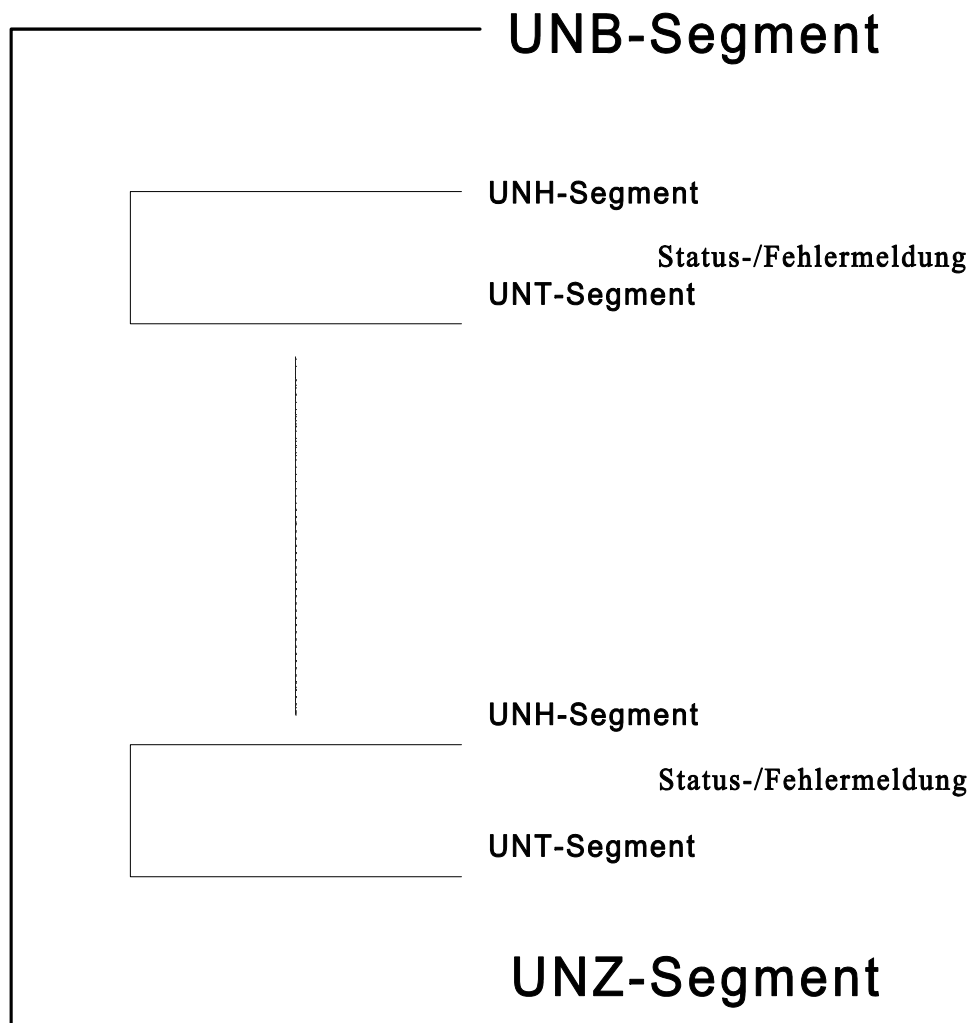 UNB-Segment
UNH-Segment
Status-/Fehlermeldung
UNT-Segment
UNH-Segment
Status-/Fehlermeldung
UNT-Segment
UNZ-Segment